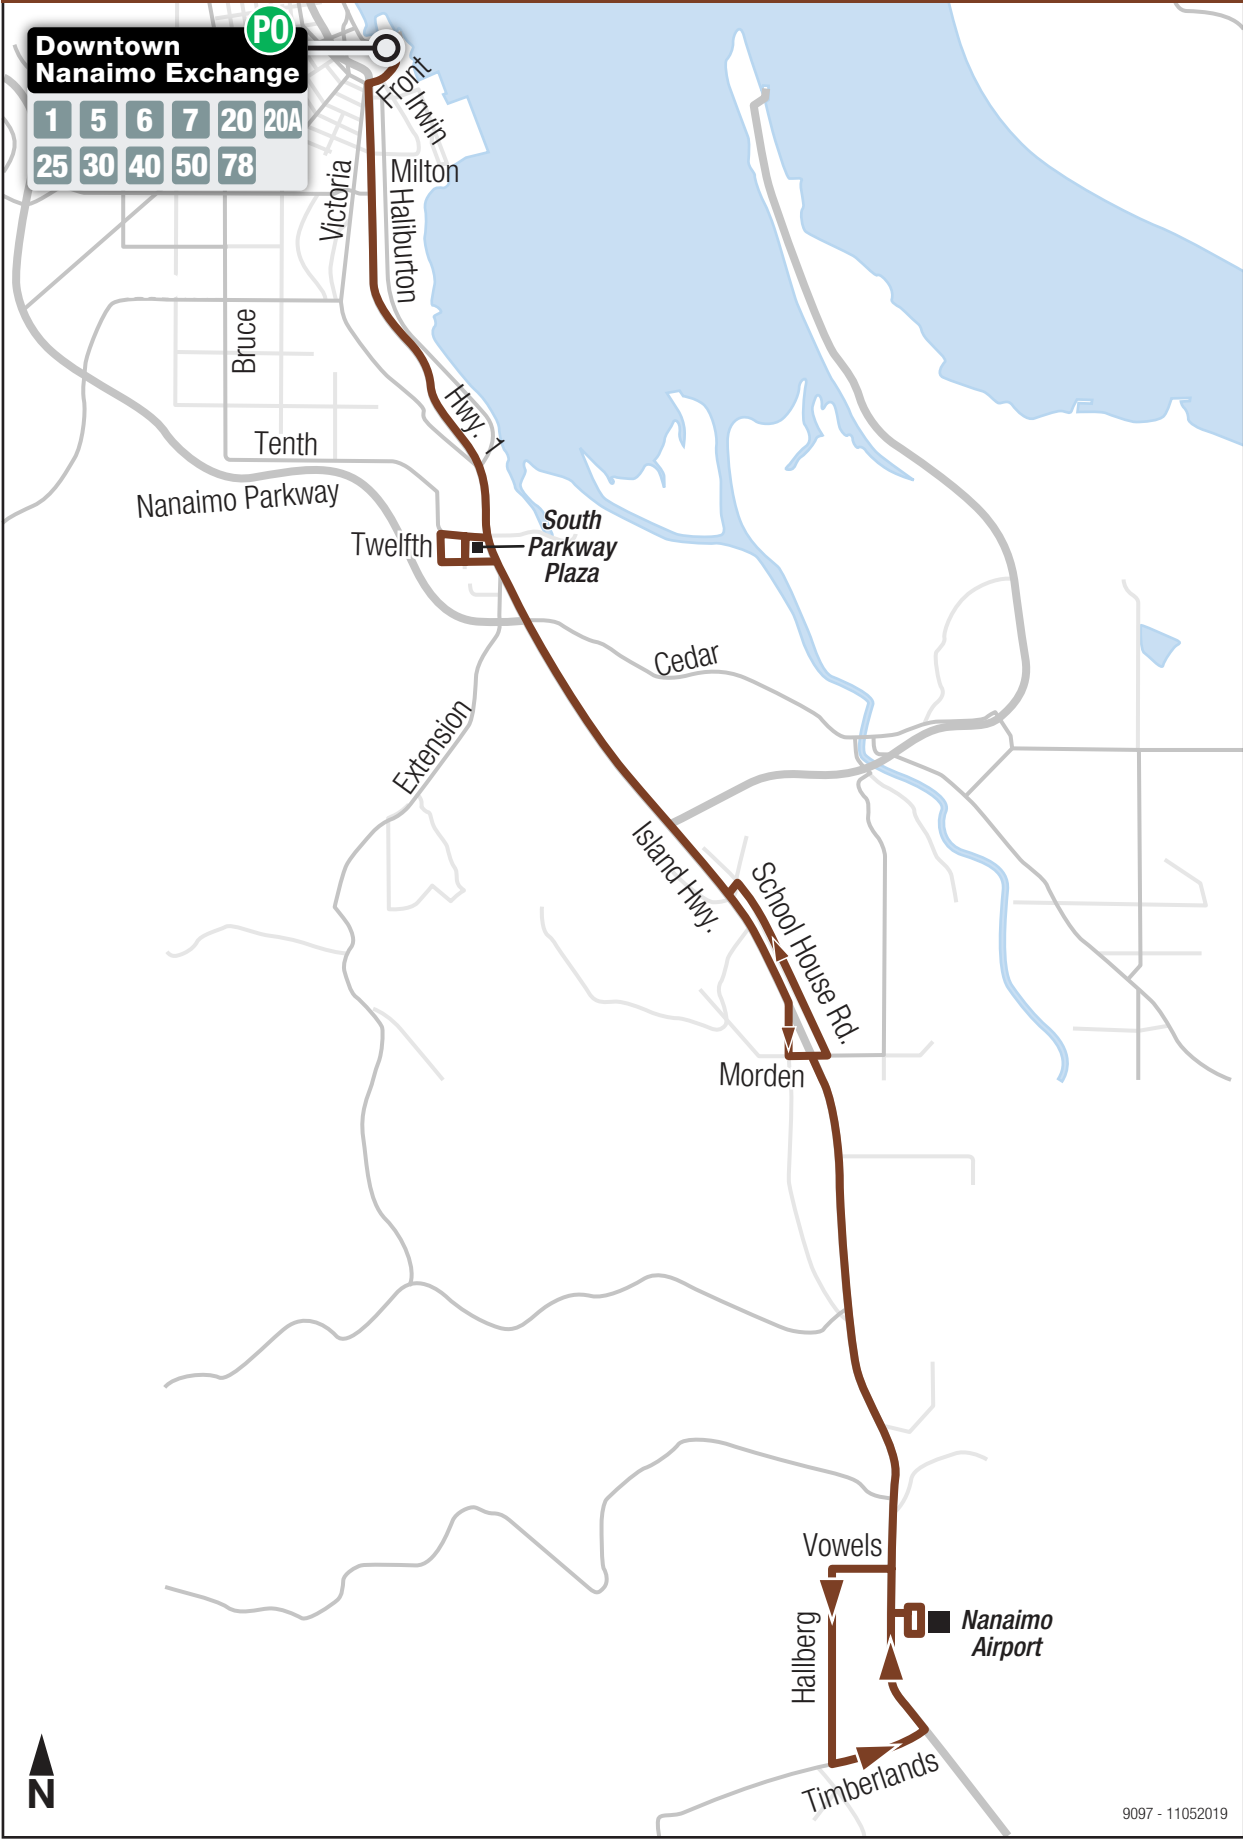 PO
Downtown
Nanaimo Exchange
1 5 6 7 20 20A
25 30 40 50 78
Front
Irwin
Milton
Victoria
Haliburton
Bruce
Hwy. 1
Tenth
Nanaimo Parkway
Twelfth
South
Parkway
Plaza
Cedar
Extension
Island Hwy.
School House Rd.
Morden
Vowels
Hallberg
Nanaimo
Airport
Timberlands
N
9097 - 11052019